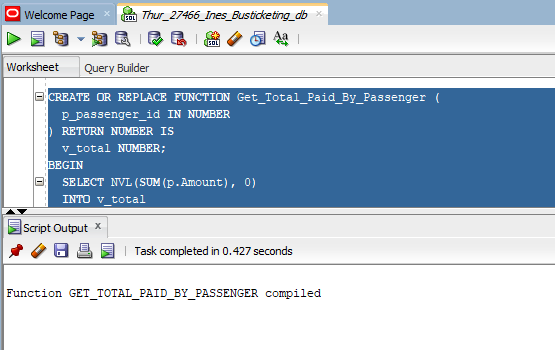 Welcome Page
Thur_27466_Ines_Busticketing_db
SQL
Aa
Worksheet
Query Builder
CREATE OR REPLACE FUNCTION Get_Total_Paid_By_Passenger (
p_passenger_id IN NUMBER
) RETURN NUMBER IS
v_total NUMBER;
BEGIN
SELECT NVL(SUM(p.Amount), 0)
INTO v_total
Script Output
Task completed in 0.427 seconds
Function GET_TOTAL_PAID_BY_PASSENGER compiled